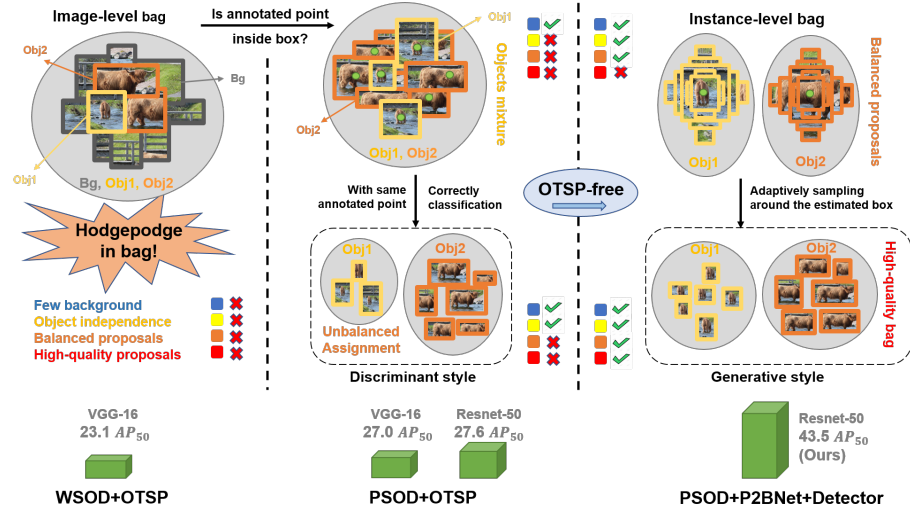 Image-level bag
Is annotated point
inside box?
Obj1
Instance-level bag
Obj2
Bg
Objects mixture
Balanced proposals
Obj1
Obj2
Bg, Obj1, Obj2
Obj1, Obj2
Obj1
Obj2
With same
annotated point
Correctly
classification
OTSP-free
Adaptively sampling
around the estimated box
Hodgepodge
in bag!
Obj1
Obj2
Unbalanced
Assignment
Obj1
Obj2
High-quality bag
Few background
Object independence
Balanced proposals
High-quality proposals
Discriminant style
Generative style
VGG-16
23.1 AP50
VGG-16
27.0 AP50
Resnet-50
27.6 AP50
Resnet-50
43.5 AP50
(Ours)
WSOD+OTSP
PSOD+OTSP
PSOD+P2BNet+Detector